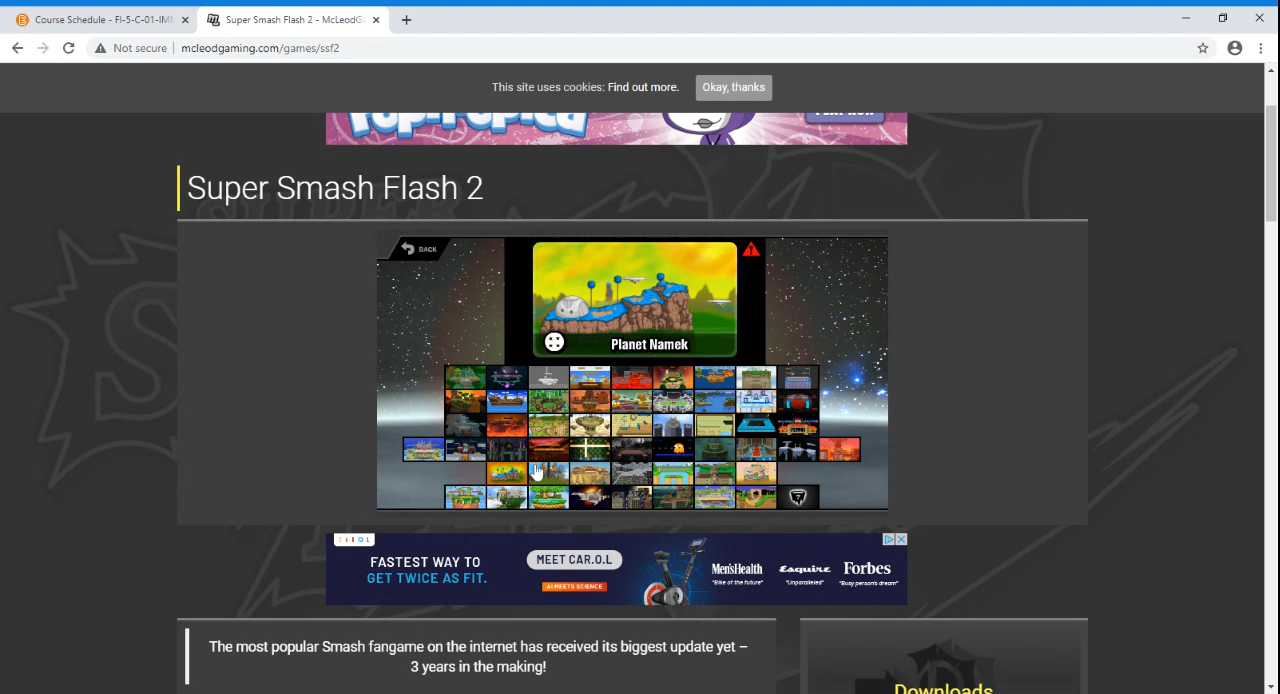 Course Schedule - FI-5-C-01-IMI
Super Smash Flash 2 - McLeodG
Not secure
mcleodgaming.com/games/ssf2
This site uses cookies: Find out more.
Okay, thanks
Super Smash Flash 2
BACK
Planet Namek
FASTEST WAY TO
GET TWICE AS FIT.
MEET CAR.O.L
AI MEETS SCIENCE
Men'sHealth
"Bike of the future"
Esquire
"Unparalleled"
Forbes
"Busy person's dream"
The most popular Smash fangame on the internet has received its biggest update yet –
3 years in the making!
Downloads